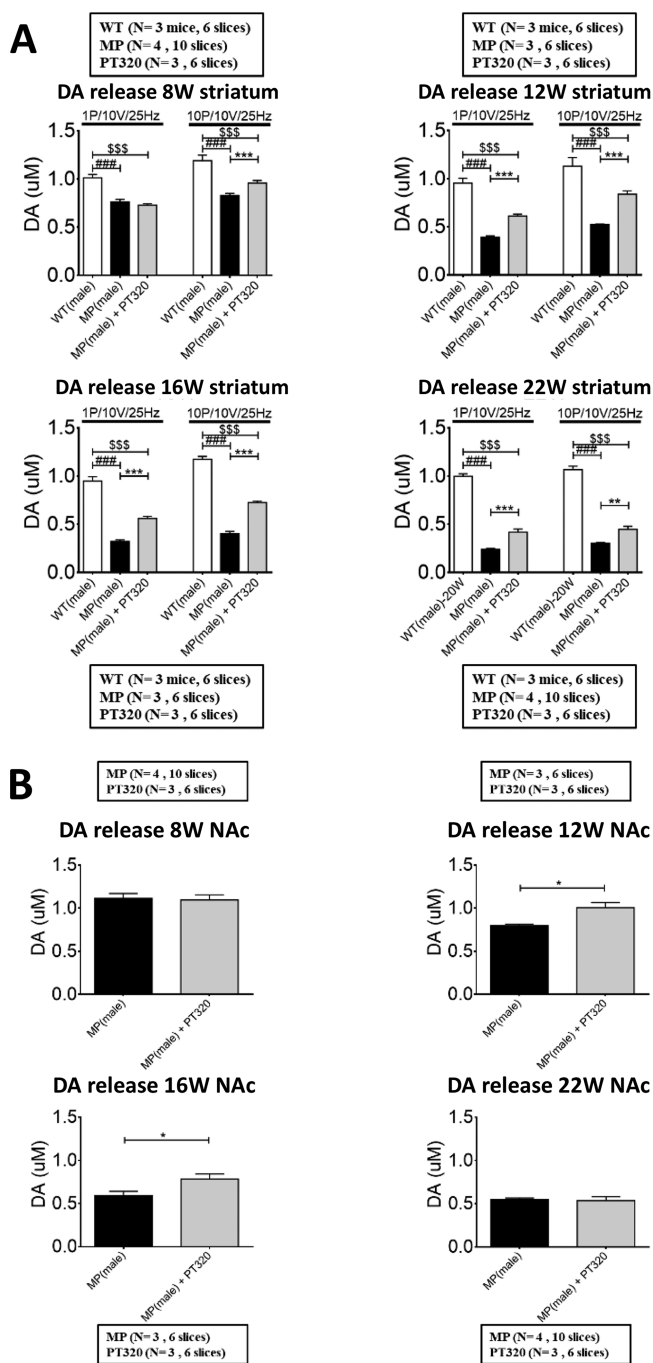 A
WT (N= 3 mice, 6 slices)
MP (N= 4 , 10 slices)
PT320 (N= 3 , 6 slices)
DA release 8W striatum
1P/10V/25Hz
10P/10V/25Hz
$$$
###
$$$
###
***
DA (uM)
1.5
1.0
0.5
0.0
WT(male)
MP(male)
MP(male) + PT320
WT(male)
MP(male)
MP(male) + PT320
WT (N= 3 mice, 6 slices)
MP (N= 3 , 6 slices)
PT320 (N= 3 , 6 slices)
DA release 12W striatum
1P/10V/25Hz
10P/10V/25Hz
$$$
###
***
$$$
###
***
DA (uM)
1.5
1.0
0.5
0.0
WT(male)
MP(male)
MP(male) + PT320
WT(male)
MP(male)
MP(male) + PT320
DA release 16W striatum
1P/10V/25Hz
10P/10V/25Hz
$$$
###
***
$$$
###
***
DA (uM)
1.5
1.0
0.5
0.0
WT(male)
MP(male)
MP(male) + PT320
WT(male)
MP(male)
MP(male) + PT320
WT (N= 3 mice, 6 slices)
MP (N= 3 , 6 slices)
PT320 (N= 3 , 6 slices)
DA release 22W striatum
1P/10V/25Hz
10P/10V/25Hz
$$$
###
***
$$$
###
**
DA (uM)
1.5
1.0
0.5
0.0
WT(male)-20W
MP(male)
MP(male) + PT320
WT(male)-20W
MP(male)
MP(male) + PT320
WT (N= 3 mice, 6 slices)
MP (N= 4 , 10 slices)
PT320 (N= 3 , 6 slices)
B
MP (N= 4 , 10 slices)
PT320 (N= 3 , 6 slices)
DA release 8W NAc
DA (uM)
1.5
1.0
0.5
0.0
MP(male)
MP(male) + PT320
MP (N= 3 , 6 slices)
PT320 (N= 3 , 6 slices)
DA release 12W NAc
*
DA (uM)
1.5
1.0
0.5
0.0
MP(male)
MP(male) + PT320
DA release 16W NAc
*
DA (uM)
1.5
1.0
0.5
0.0
MP(male)
MP(male) + PT320
MP (N= 3 , 6 slices)
PT320 (N= 3 , 6 slices)
DA release 22W NAc
DA (uM)
1.5
1.0
0.5
0.0
MP(male)
MP(male) + PT320
MP (N= 4 , 10 slices)
PT320 (N= 3 , 6 slices)